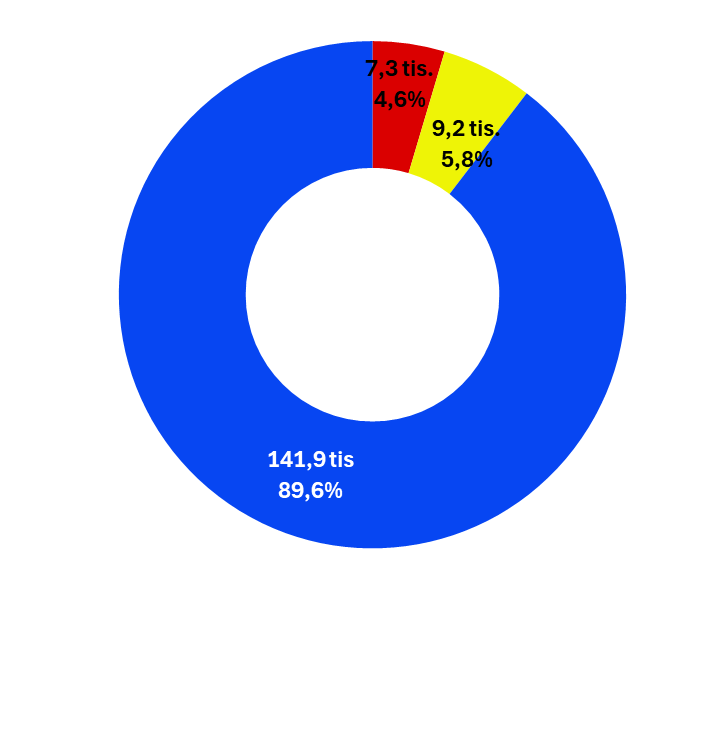 7,3 tis.
4,6%
9,2 tis.
5,8%
141,9 tis
89,6%